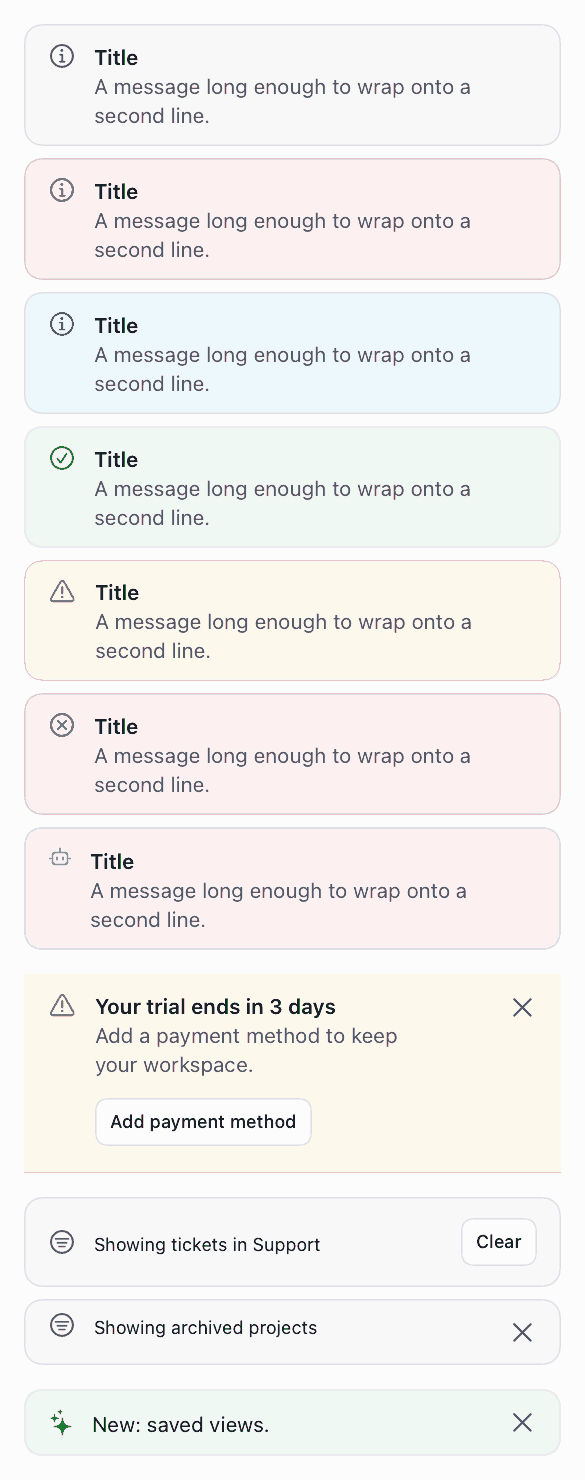 Title
A message long enough to wrap onto a
second line.
Title
A message long enough to wrap onto a
second line.
Title
A message long enough to wrap onto a
second line.
Title
A message long enough to wrap onto a
second line.
Title
A message long enough to wrap onto a
second line.
Title
A message long enough to wrap onto a
second line.
Title
A message long enough to wrap onto a
second line.
Your trial ends in 3 days
Add a payment method to keep
your workspace.
Add payment method
Showing tickets in Support
Clear
Showing archived projects
New: saved views.